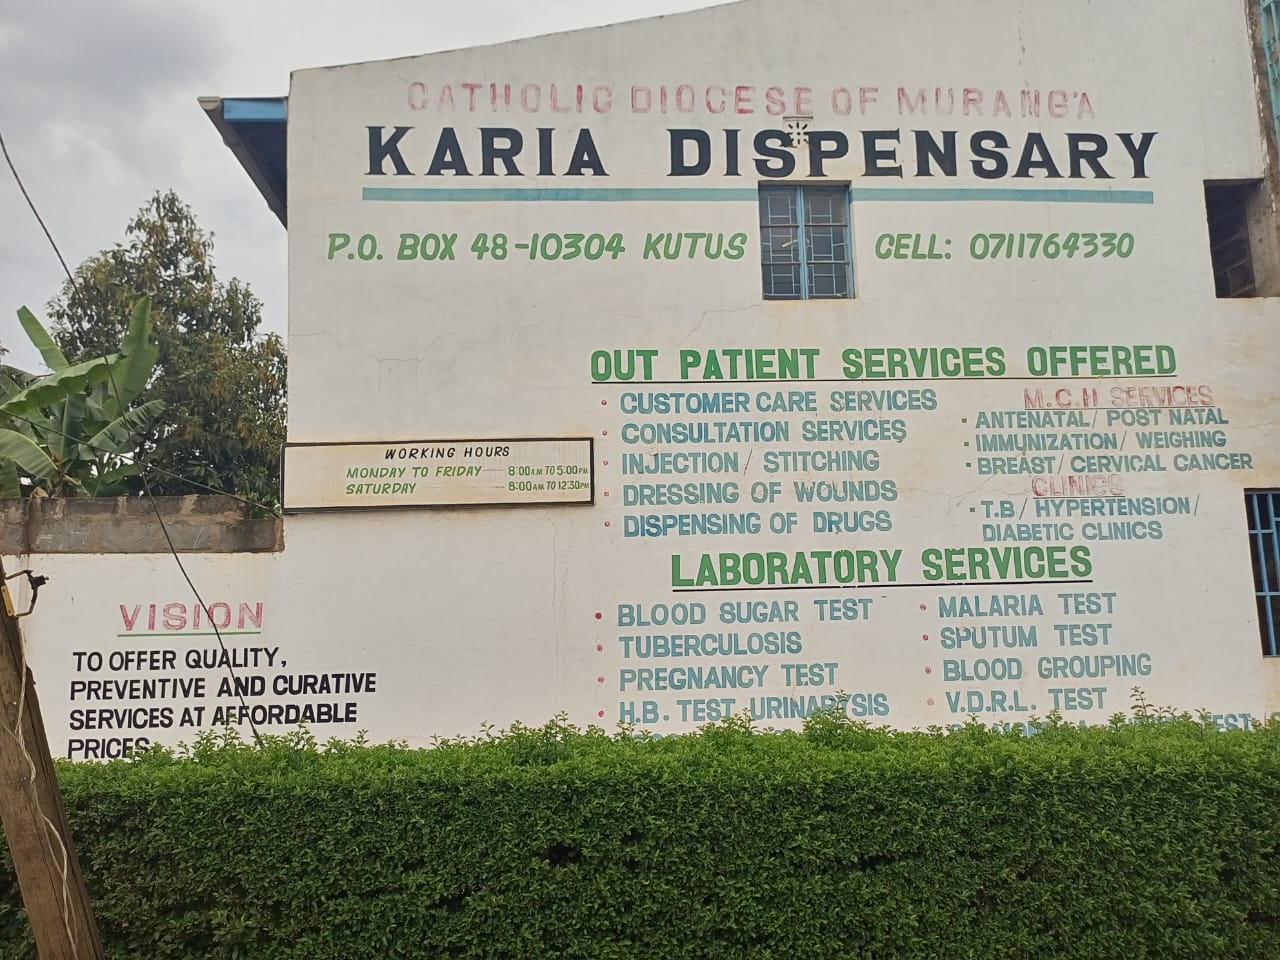 CATHOLIC DIOCESE OF MURANG'A
KARIA DISPENSARY
P.O. BOX 48-10304 KUTUS
CELL: 0711764330
WORKING HOURS
MONDAY TO FRIDAY 8:00AM TO 5:00PM
SATURDAY 8:00AM TO 12:30PM
VISION
TO OFFER QUALITY,
PREVENTIVE AND CURATIVE
SERVICES AT AFFORDABLE
PRICES
OUT PATIENT SERVICES OFFERED
• CUSTOMER CARE SERVICES
• CONSULTATION SERVICES
• INJECTION / STITCHING
• DRESSING OF WOUNDS
• DISPENSING OF DRUGS
M.C.H SERVICES
• ANTENATAL/ POST NATAL
• IMMUNIZATION/ WEIGHING
• BREAST/ CERVICAL CANCER
CLINICS
• T.B/ HYPERTENSION/
DIABETIC CLINICS
LABORATORY SERVICES
• BLOOD SUGAR TEST
• TUBERCULOSIS
• PREGNANCY TEST
• H.B. TEST URINARYSIS
• MALARIA TEST
• SPUTUM TEST
• BLOOD GROUPING
• V.D.R.L. TEST
TEST